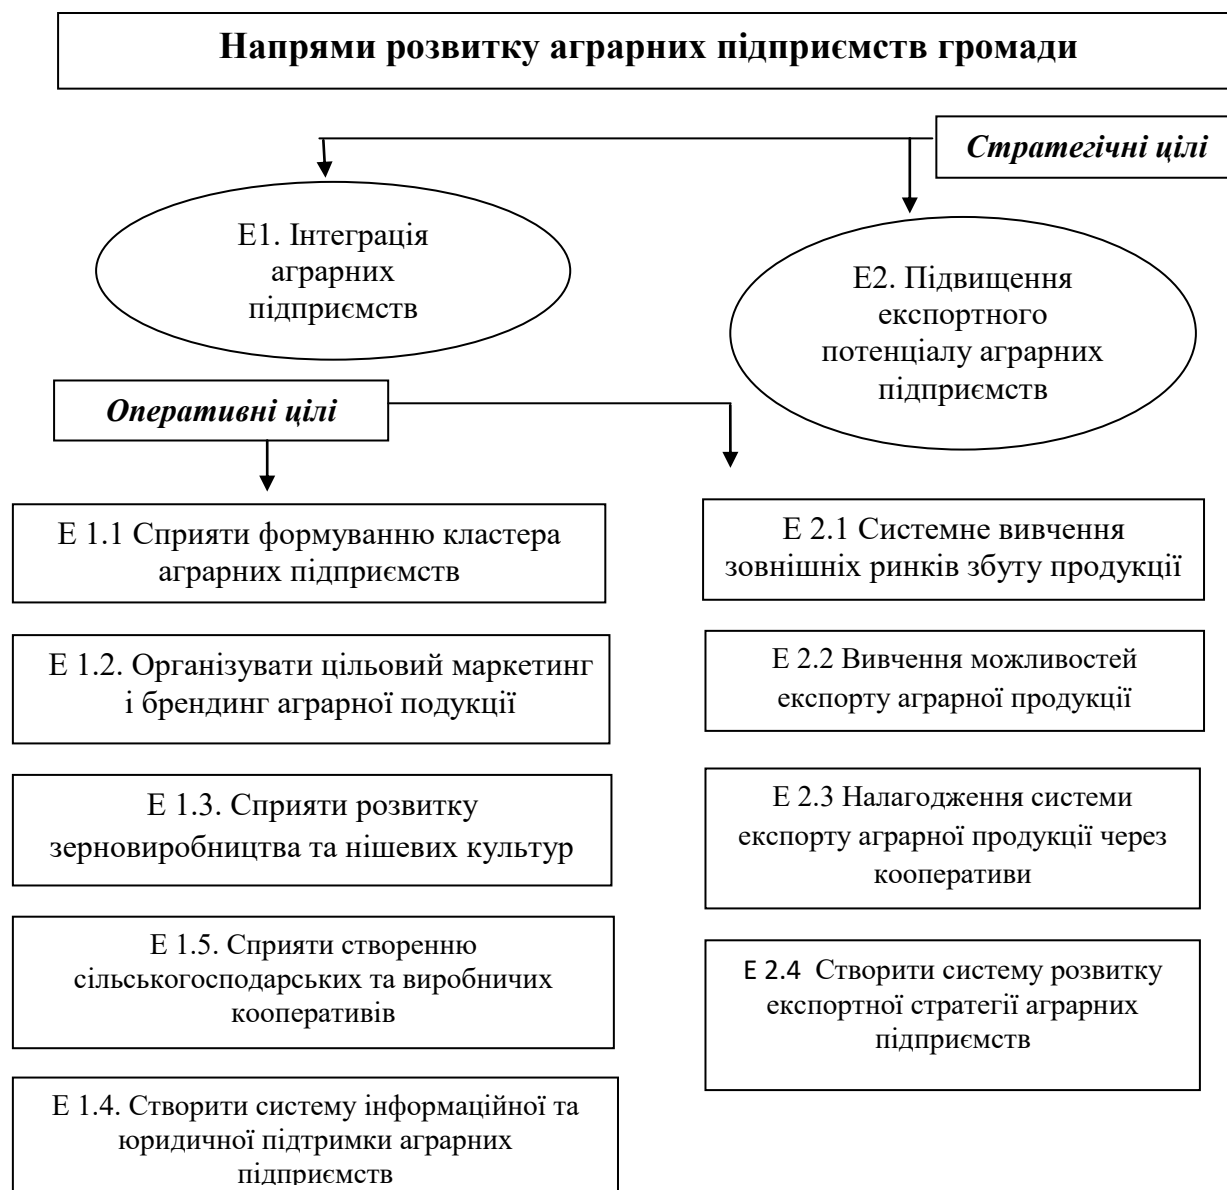 Напрями розвитку аграрних підприємств громади
Стратегічні цілі
Е1. Інтеграція
аграрних
підприємств
Е2. Підвищення
експортного
потенціалу аграрних
підприємств
Оперативні цілі
Е 1.1 Сприяти формуванню кластера
аграрних підприємств
Е 1.2. Організувати цільовий маркетинг
і брендинг аграрної подукції
Е 1.3. Сприяти розвитку
зерновиробництва та нішевих культур
Е 1.5. Сприяти створенню
сільськогосподарських та виробничих
кооперативів
Е 1.4. Створити систему інформаційної та
юридичної підтримки аграрних
підприємств
Е 2.1 Системне вивчення
зовнішніх ринків збуту продукції
Е 2.2 Вивчення можливостей
експорту аграрної продукції
Е 2.3 Налагодження системи
експорту аграрної продукції через
кооперативи
Е 2.4 Створити систему розвитку
експортної стратегії аграрних
підприємств